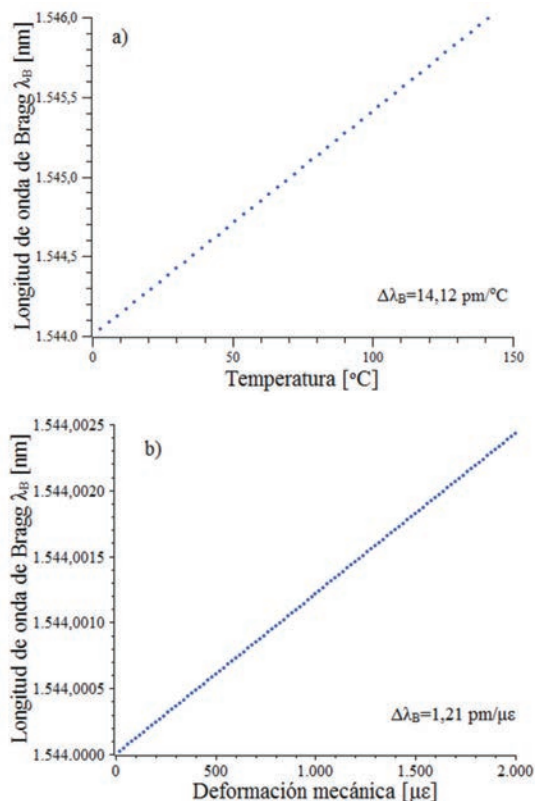 a)
Longitud de onda de Bragg λB [nm]
1.546,0
1.545,5
1.545,0
1.544,5
1.544,0
0 50 100 150
ΔλB=14,12 pm/ºC
Temperatura [ºC]
b)
Longitud de onda de Bragg λB [nm]
1.544,0025
1.544,0020
1.544,0015
1.544,0010
1.544,0005
1.544,0000
0 500 1.000 1.500 2.000
ΔλB=1,21 pm/με
Deformación mecánica [με]